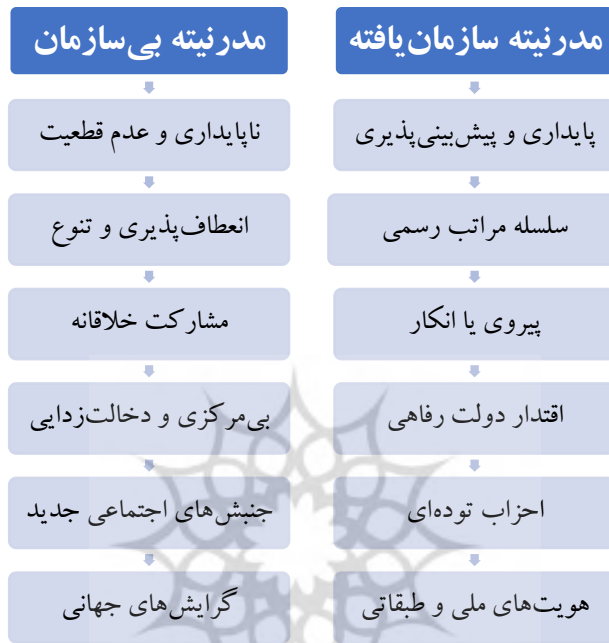 مدرنیته سازمان‌یافته
پایداری و پیش‌بینی‌پذیری
سلسله مراتب رسمی
پیروی یا انکار
اقتدار دولت رفاهی
احزاب توده‌ای
هویت‌های ملی و طبقاتی
مدرنیته بی‌سازمان
ناپایداری و عدم قطعیت
انعطاف‌پذیری و تنوع
مشارکت خلاقانه
بی‌مرکزی و دخالت‌زدایی
جنبش‌های اجتماعی جدید
گرایش‌های جهانی